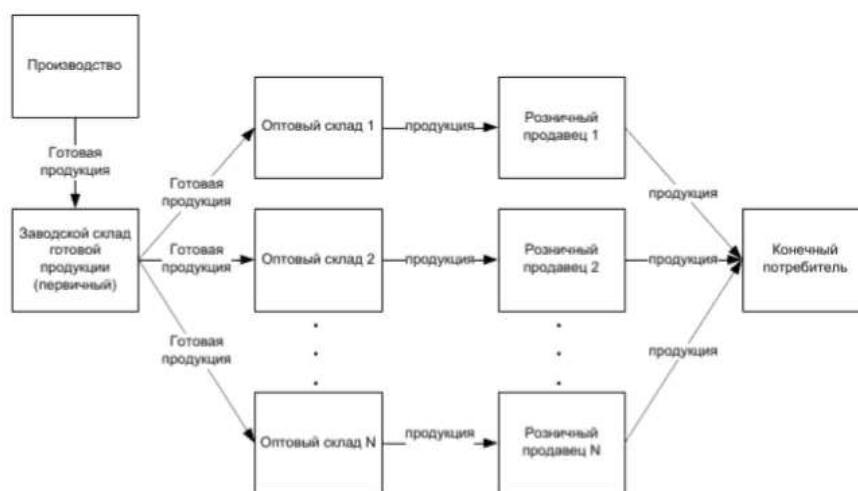 Производство
Готовая
продукция
Заводской склад
готовой
продукции
(первичный)
Готовая
продукция
Готовая
продукция
Готовая
продукция
Оптовый склад 1
продукция
Розничный
продавец 1
продукция
Оптовый склад 2
продукция
Розничный
продавец 2
продукция
Оптовый склад N
продукция
Розничный
продавец N
продукция
Конечный
потребитель